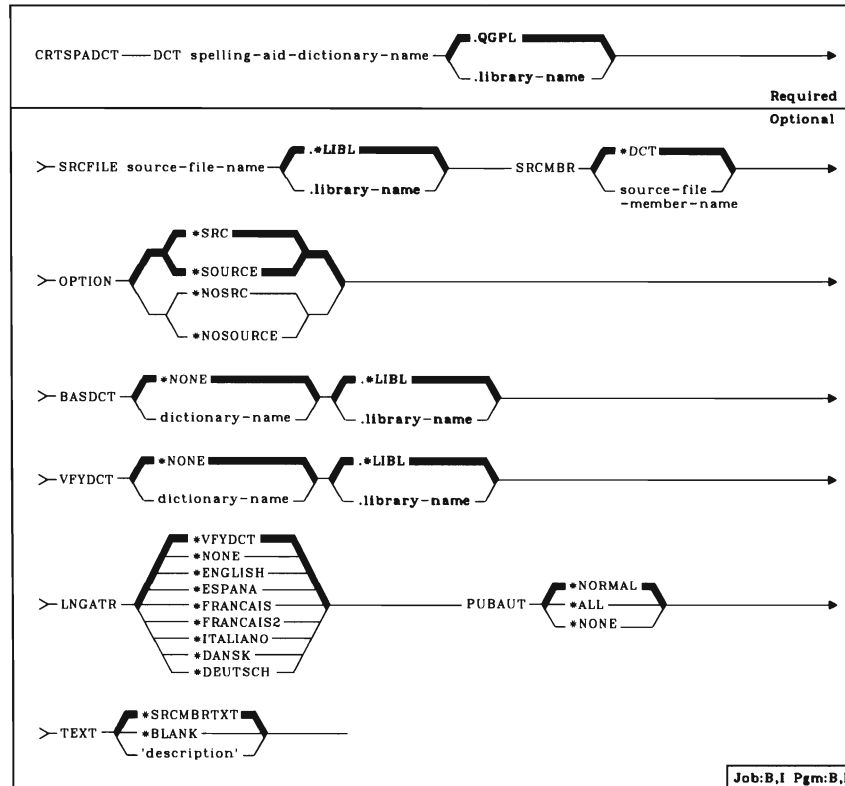 .QGPL
CRTSPADCT DCT spelling-aid-dictionary-name
.library-name
Required
Optional
.*LIBL *DCT
SRCFILE source-file-name SRCMBR
.library-name source-file
-member-name
*SRC
*SOURCE
OPTION
*NOSRC
*NOSOURCE
*NONE .*LIBL
BASDCT
dictionary-name .library-name
*NONE .*LIBL
VFYDCT
dictionary-name .library-name
*VFYDCT
*NONE
*ENGLISH
*ESPANA *NORMAL
LNGATR *FRANCAIS PUBAUT *ALL
*FRANCAIS2 *NONE
*ITALIANO
*DANSK
*DEUTSCH
*SRCMBRTXT
TEXT *BLANK
'description'
Job:B,I Pgm:B,